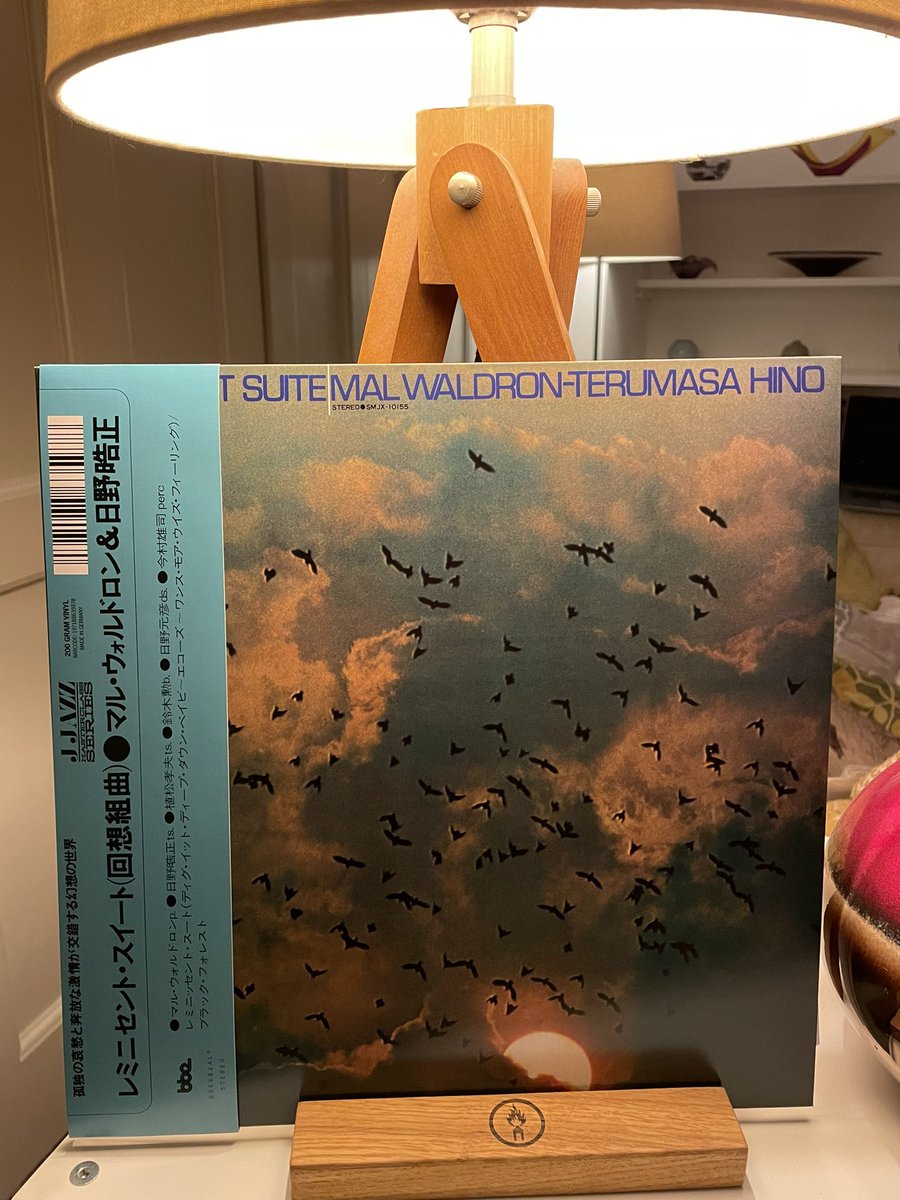 T SUITE MAL WALDRON-TERUMASA HINO
STEREO●SMJX-10155
孤独の哀愁と奔放な激情が交錯する幻想の世界
J JAZZ
MASTERCLASS
SERIES
200 GRAM VINYL
MADE IN GERMANY
レミニセント・スイート(回想組曲)●マル・ウォルドロン&日野皓正
●マル・ウォルドロンp. ●日野皓正ts. ●植松孝夫ts. ●鈴木勲b. ●日野元彦ds. ●今村雄司perc
レミニッセント・スート(ディグ・イット・ディープ・ダウン・ベイビー～エコーズ～ワンス・モア・ウイズ・フィーリング)/
ブラック・フォレスト
bbe
STEREO